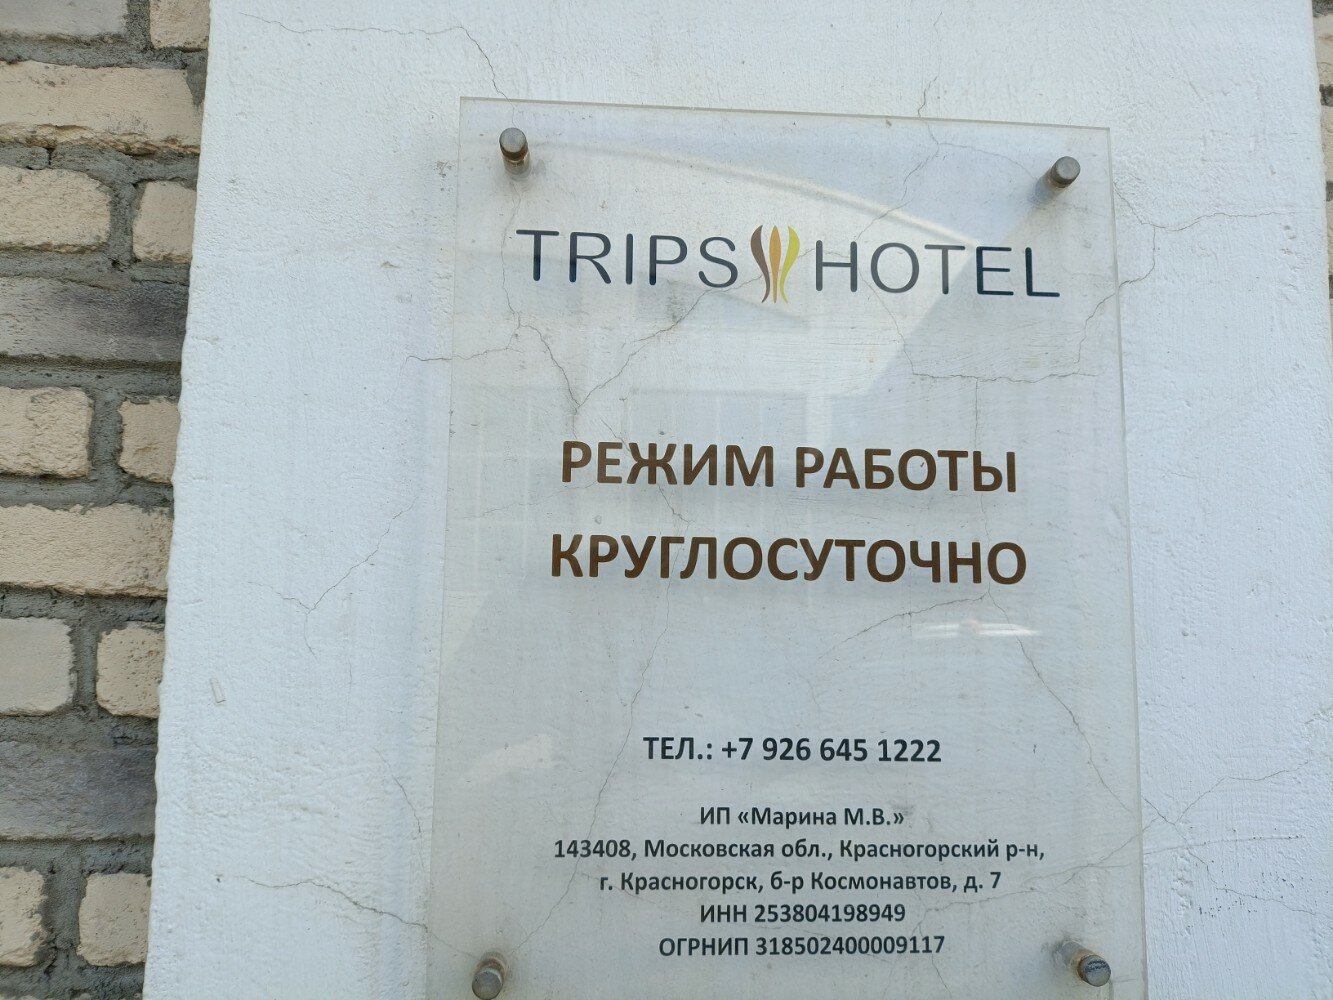 TRIPS HOTEL
РЕЖИМ РАБОТЫ
КРУГЛОСУТОЧНО
ТЕЛ.: +7 926 645 1222
ИП «Марина М.В.»
143408, Московская обл., Красногорский р-н,
г. Красногорск, б-р Космонавтов, д. 7
ИНН 253804198949
ОГРНИП 318502400009117